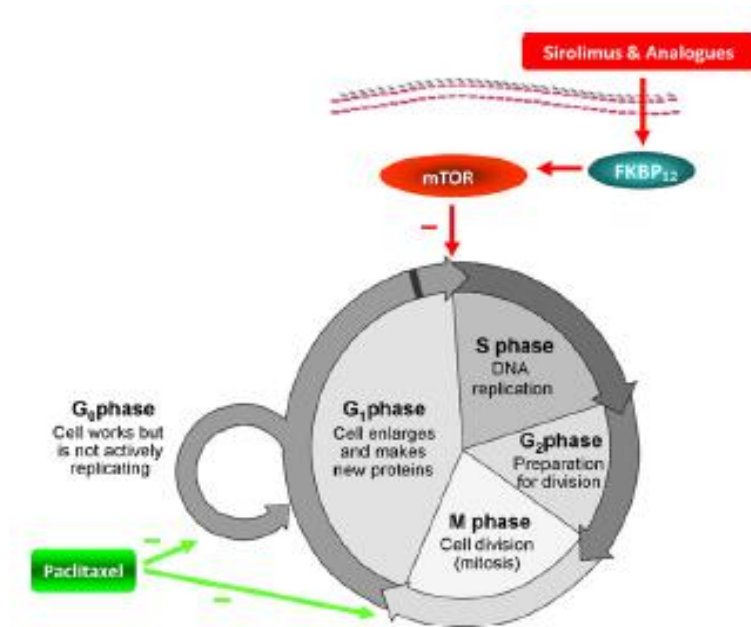 Sirolimus & Analogues
mTOR
FKBP₁₂
–
S phase
DNA
replication
G₀phase
Cell works but
is not actively
replicating
G₁phase
Cell enlarges
and makes
new proteins
G₂phase
Preparation
for division
M phase
Cell division
(mitosis)
Paclitaxel
–
–